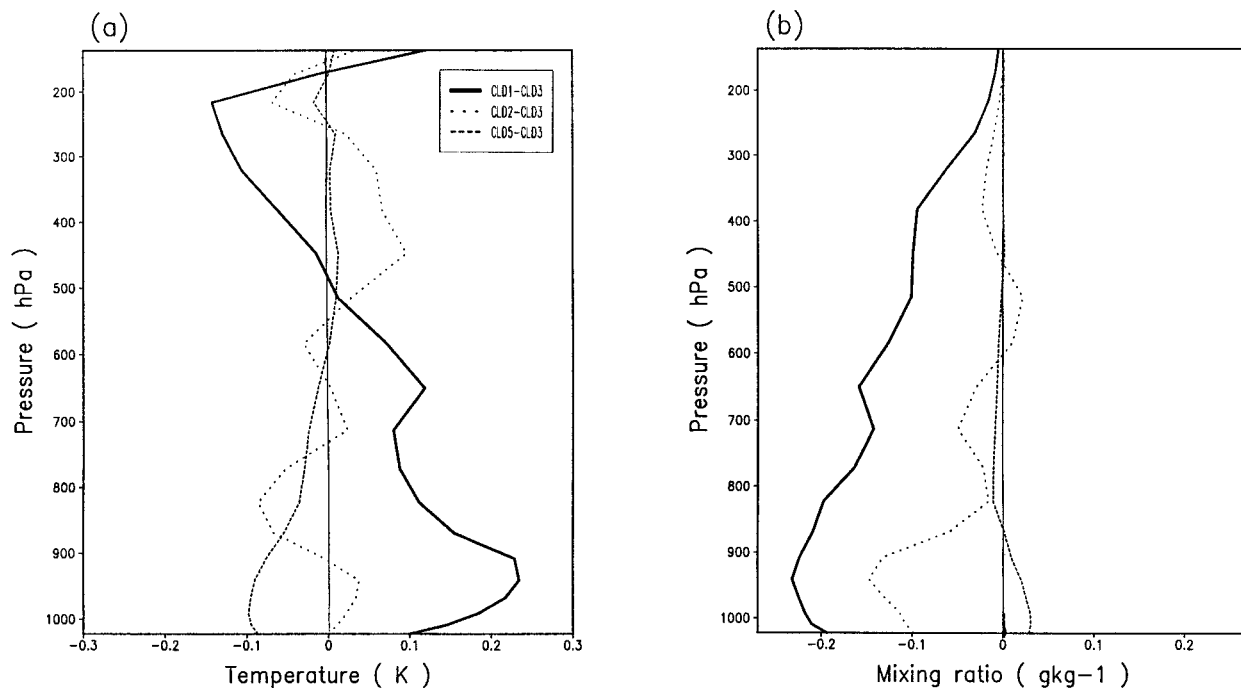 (a)
CLD1-CLD3
CLD2-CLD3
CLD5-CLD3
200
300
400
500
600
700
800
900
1000
Pressure ( hPa)
-0.3 -0.2 -0.1 0 0.1 0.2 0.3
Temperature ( K )
(b)
200
300
400
500
600
700
800
900
1000
Pressure ( hPa)
-0.2 -0.1 0 0.1 0.2
Mixing ratio ( gkg-1 )